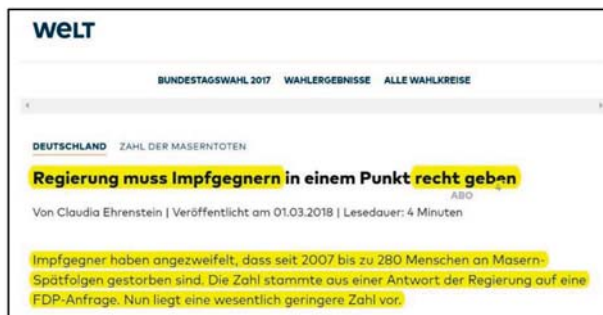 WELT
BUNDESTAGSWAHL 2017 WAHLERGEBNISSE ALLE WAHLKREISE
DEUTSCHLAND ZAHL DER MASERNTOTEN
Regierung muss Impfgegnern in einem Punkt recht geben
ABO
Von Claudia Ehrenstein | Veröffentlicht am 01.03.2018 | Lesedauer: 4 Minuten
Impfgegner haben angezweifelt, dass seit 2007 bis zu 280 Menschen an Masern-
Spätfolgen gestorben sind. Die Zahl stammte aus einer Antwort der Regierung auf eine
FDP-Anfrage. Nun liegt eine wesentlich geringere Zahl vor.